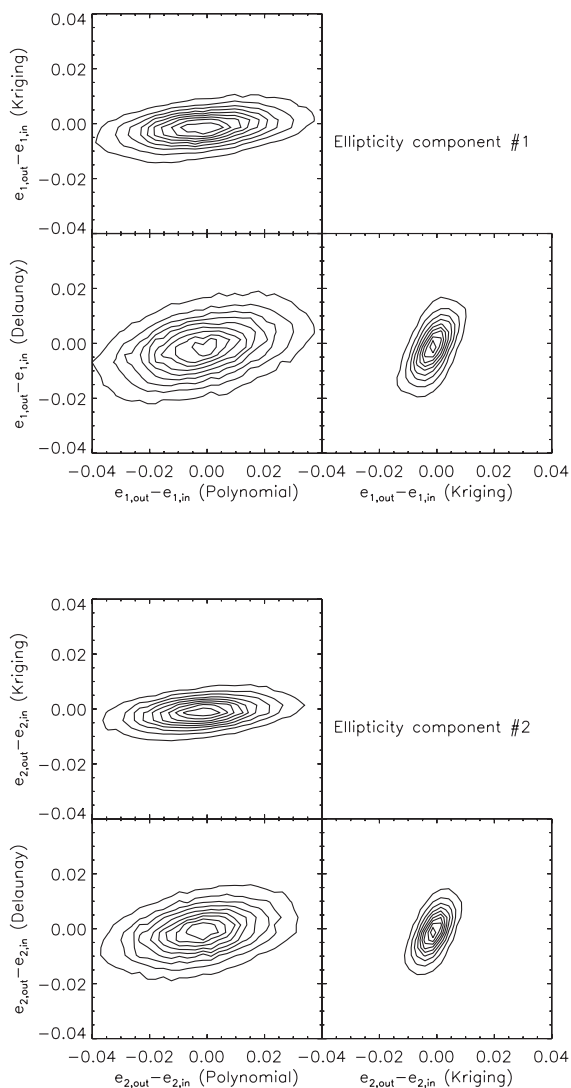 0.04
0.02
0.00
−0.02
−0.04
e1,out−e1,in (Kriging)
Ellipticity component #1
0.02
0.00
−0.02
−0.04
e1,out−e1,in (Delaunay)
−0.04 −0.02 0.00 0.02 −0.04 −0.02 0.00 0.02 0.04
e1,out−e1,in (Polynomial) e1,out−e1,in (Kriging)
0.04
0.02
0.00
−0.02
−0.04
e2,out−e2,in (Kriging)
Ellipticity component #2
0.02
0.00
−0.02
−0.04
e2,out−e2,in (Delaunay)
−0.04 −0.02 0.00 0.02 −0.04 −0.02 0.00 0.02 0.04
e2,out−e2,in (Polynomial) e2,out−e2,in (Kriging)